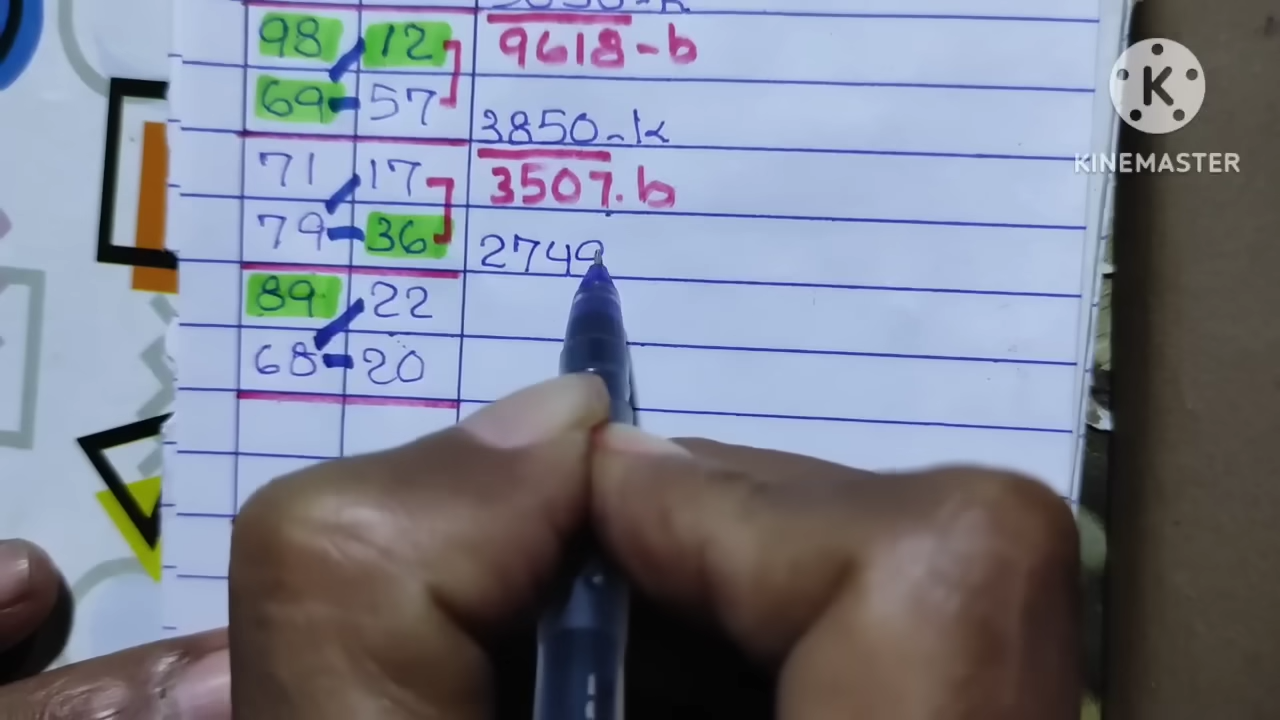 98 12
9618-b
69-57
3850-k
71 17
3507.b
79-36
2749
89 22
68-20
K
KINEMASTER